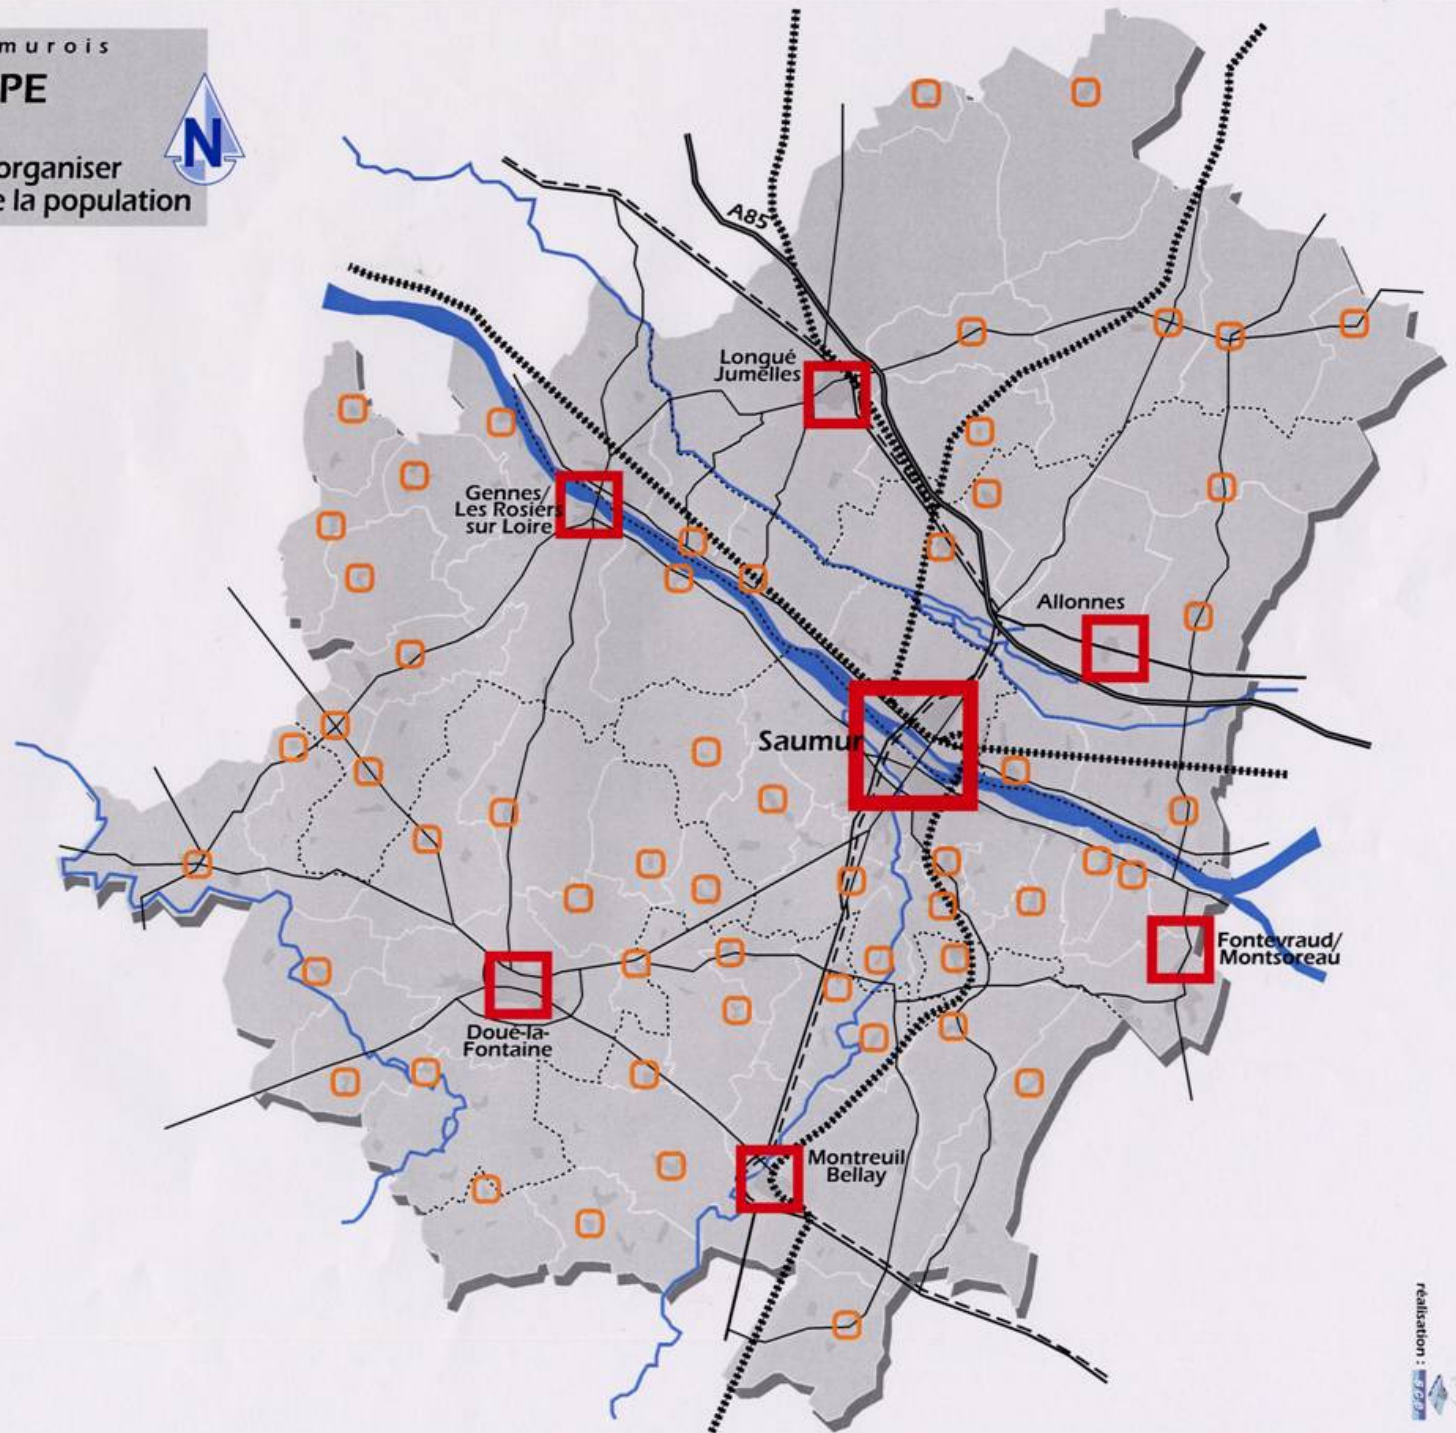 murois
PE
organiser
e la population
N
A85
Longué
Jumelles
Gennes/
Les Rosiers
sur Loire
Allonnes
Saumur
Fontevraud/
Montsoreau
Doué-la-
Fontaine
Montreuil
Bellay
réalisation :